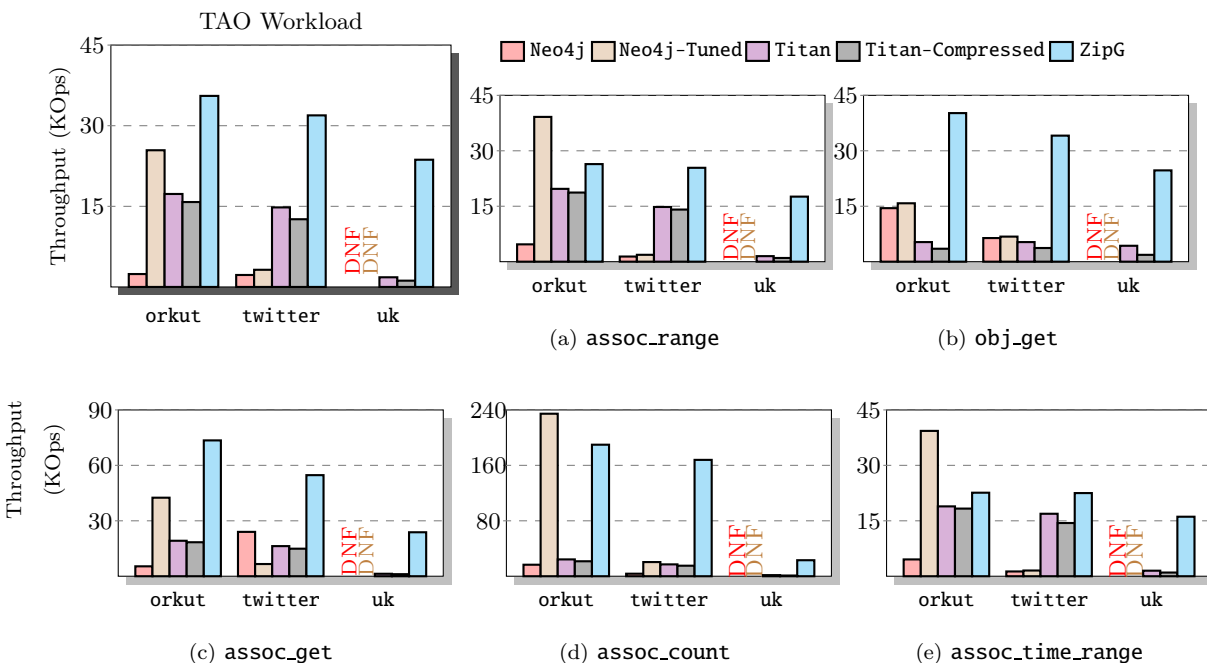 TAO Workload
Throughput (KOps)
45
30
15
DNF
DNF
orkut twitter uk
Neo4j Neo4j-Tuned Titan Titan-Compressed ZipG
45
30
15
DNF
DNF
orkut twitter uk
(a) assoc_range
45
30
15
DNF
DNF
orkut twitter uk
(b) obj_get
Throughput
(KOps)
90
60
30
DNF
DNF
orkut twitter uk
(c) assoc_get
240
160
80
DNF
DNF
orkut twitter uk
(d) assoc_count
45
30
15
DNF
DNF
orkut twitter uk
(e) assoc_time_range